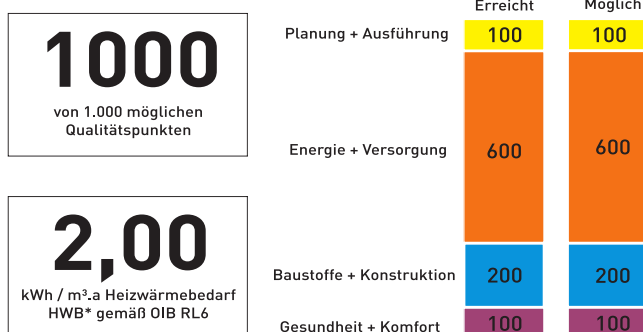 1000
von 1.000 möglichen
Qualitätspunkten
2,00
kWh / m³.a Heizwärmebedarf
HWB* gemäß OIB RL6
Erreicht Möglich
Planung + Ausführung 100 100
Energie + Versorgung 600 600
Baustoffe + Konstruktion 200 200
Gesundheit + Komfort 100 100